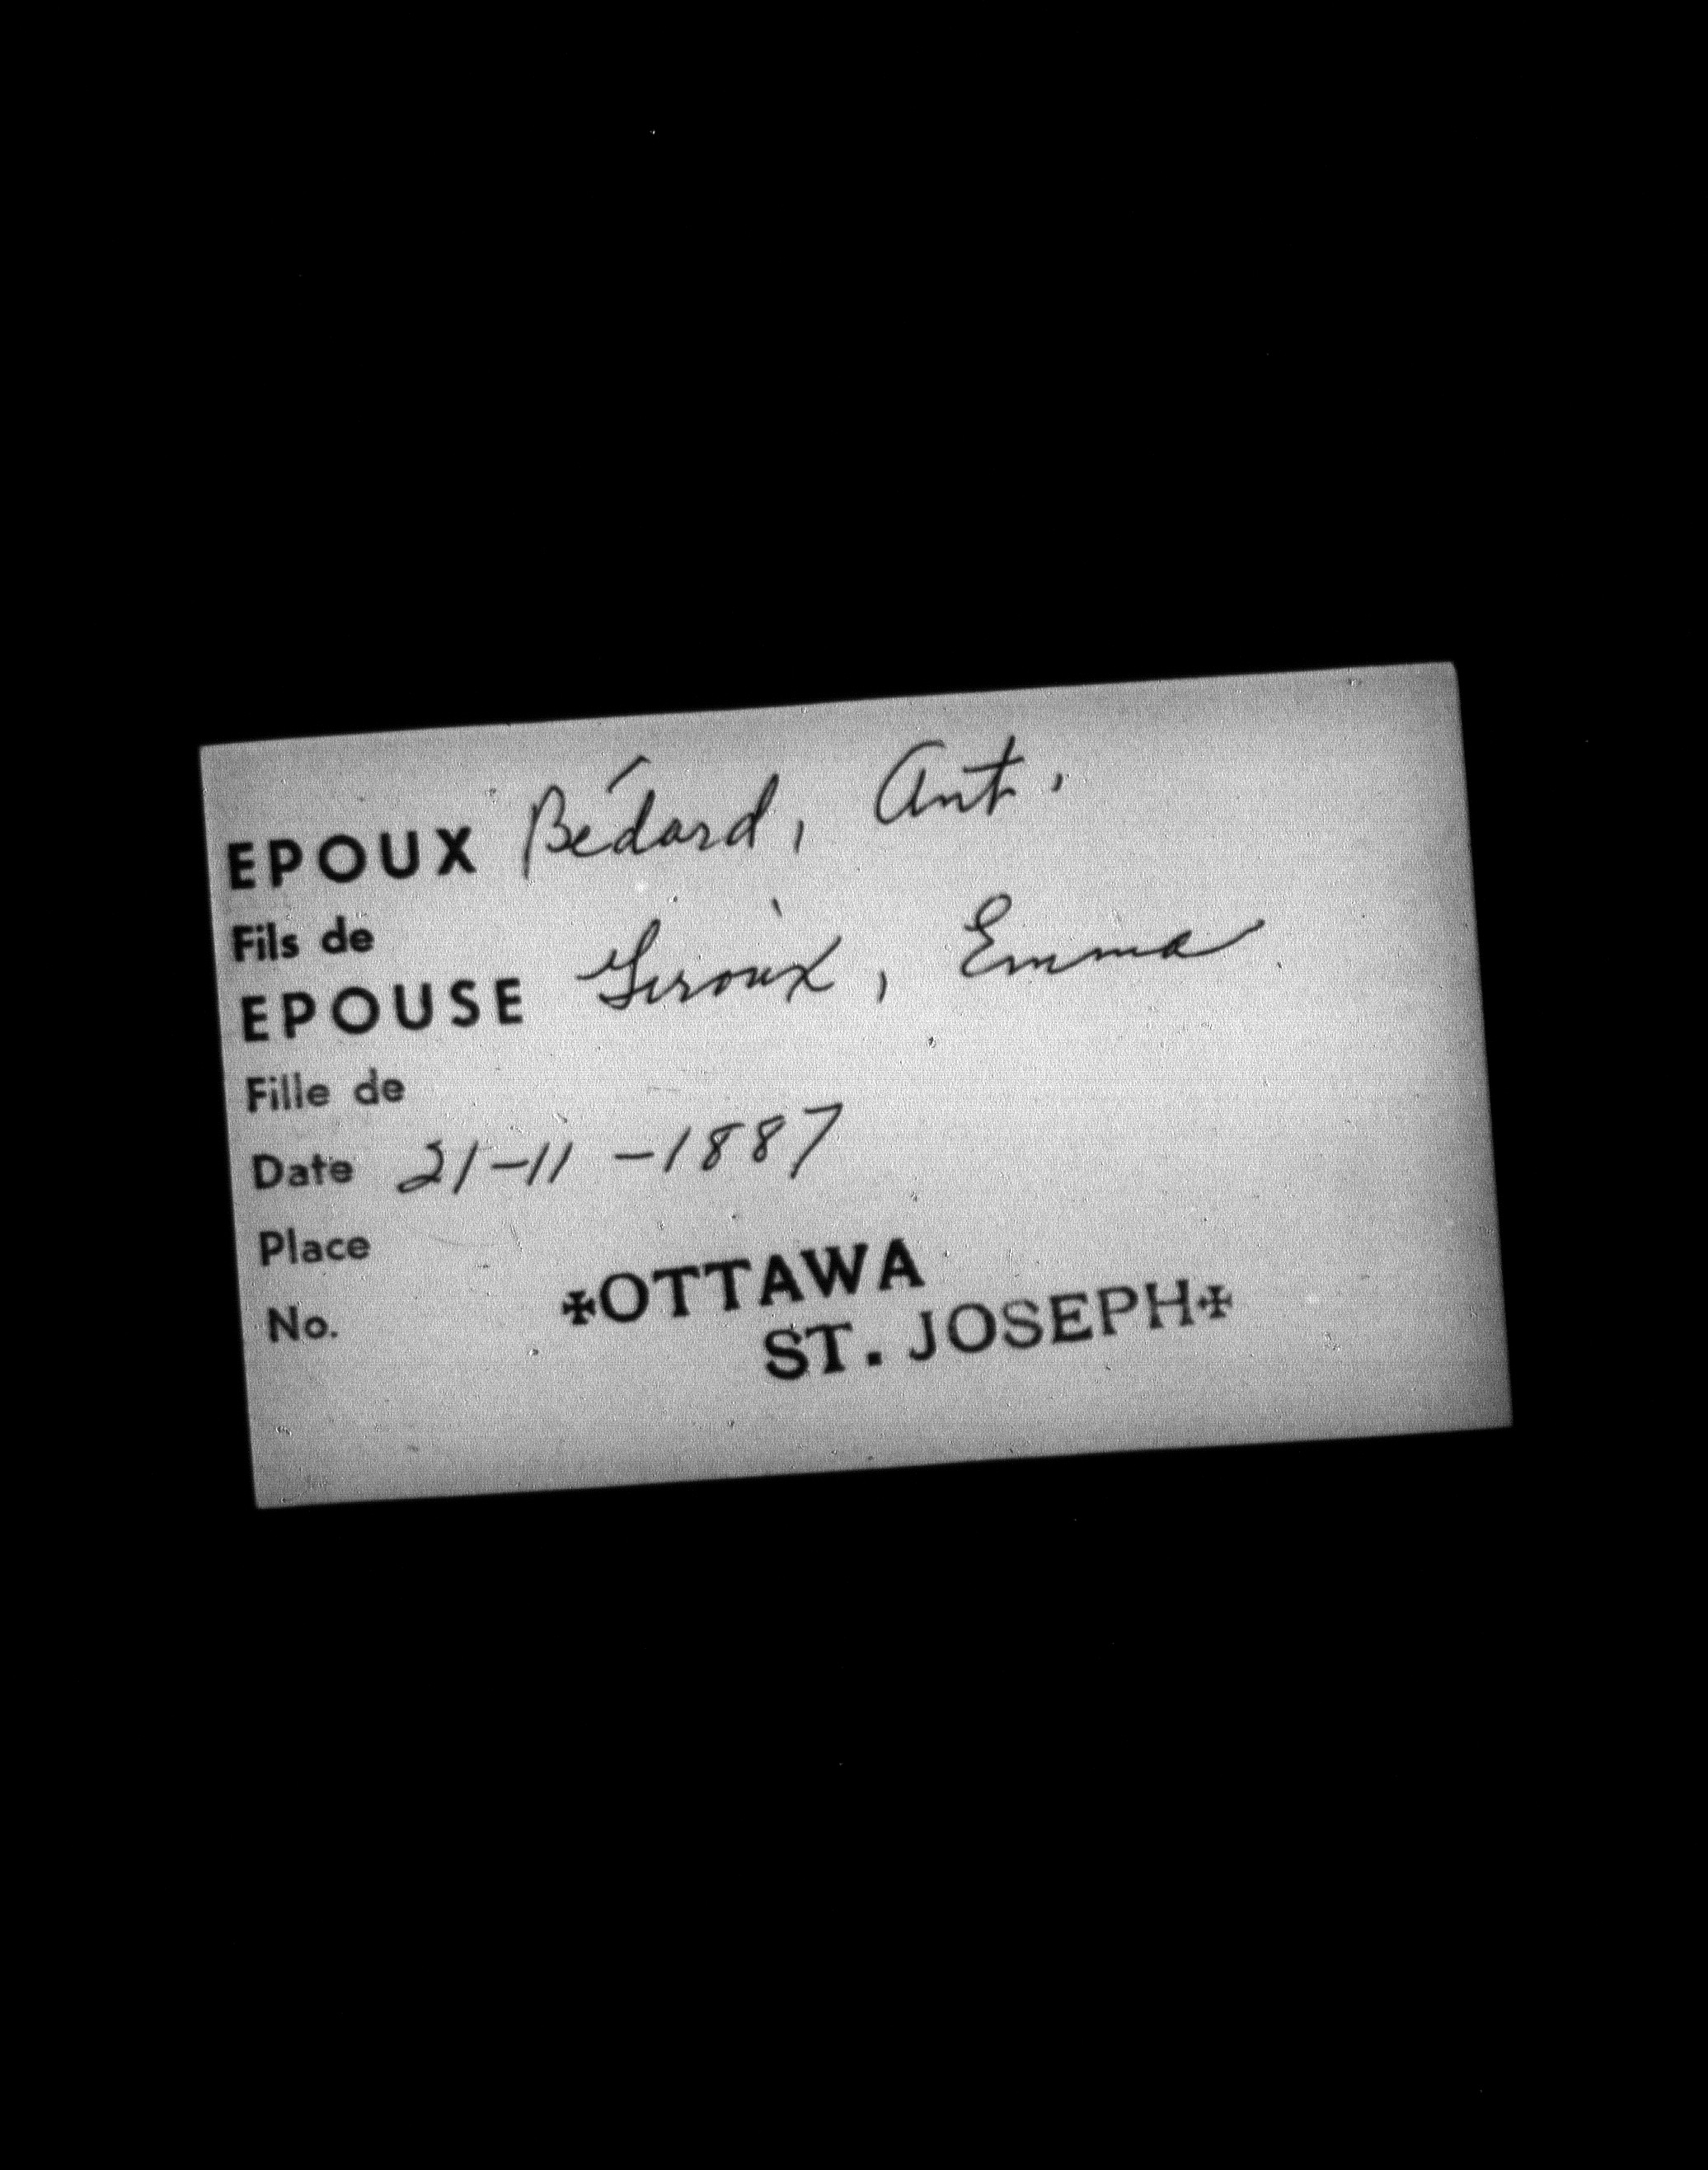 EPOUX Bédard, Ant.
Fils de
EPOUSE Giroux, Emma
Fille de
Date 21-11-1887
Place
No.
✠OTTAWA
ST. JOSEPH✠